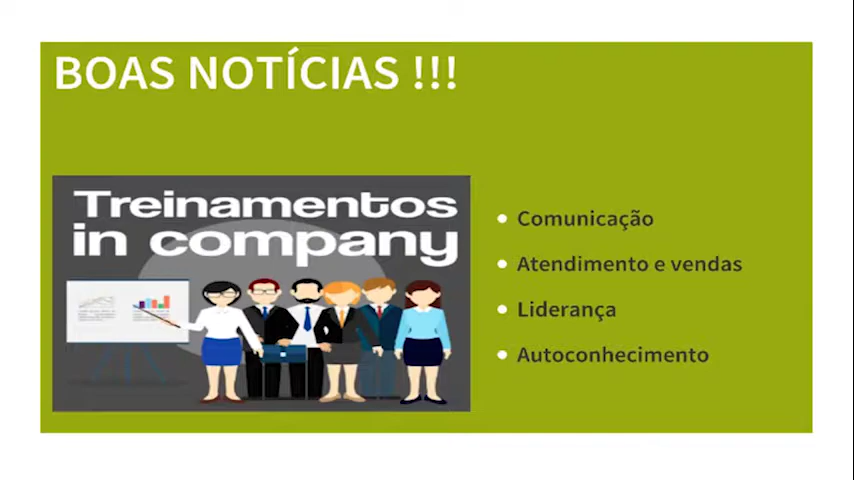 BOAS NOTÍCIAS !!!
Treinamentos
in company
Comunicação
Atendimento e vendas
Liderança
Autoconhecimento